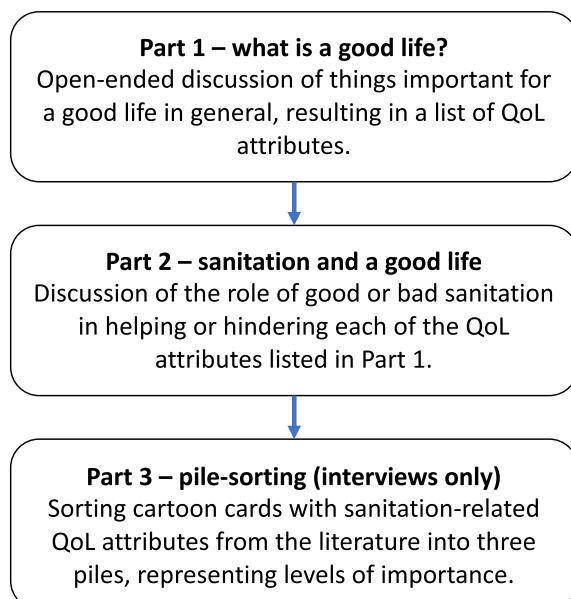 Part 1 – what is a good life?
Open-ended discussion of things important for
a good life in general, resulting in a list of QoL
attributes.
Part 2 – sanitation and a good life
Discussion of the role of good or bad sanitation
in helping or hindering each of the QoL
attributes listed in Part 1.
Part 3 – pile-sorting (interviews only)
Sorting cartoon cards with sanitation-related
QoL attributes from the literature into three
piles, representing levels of importance.